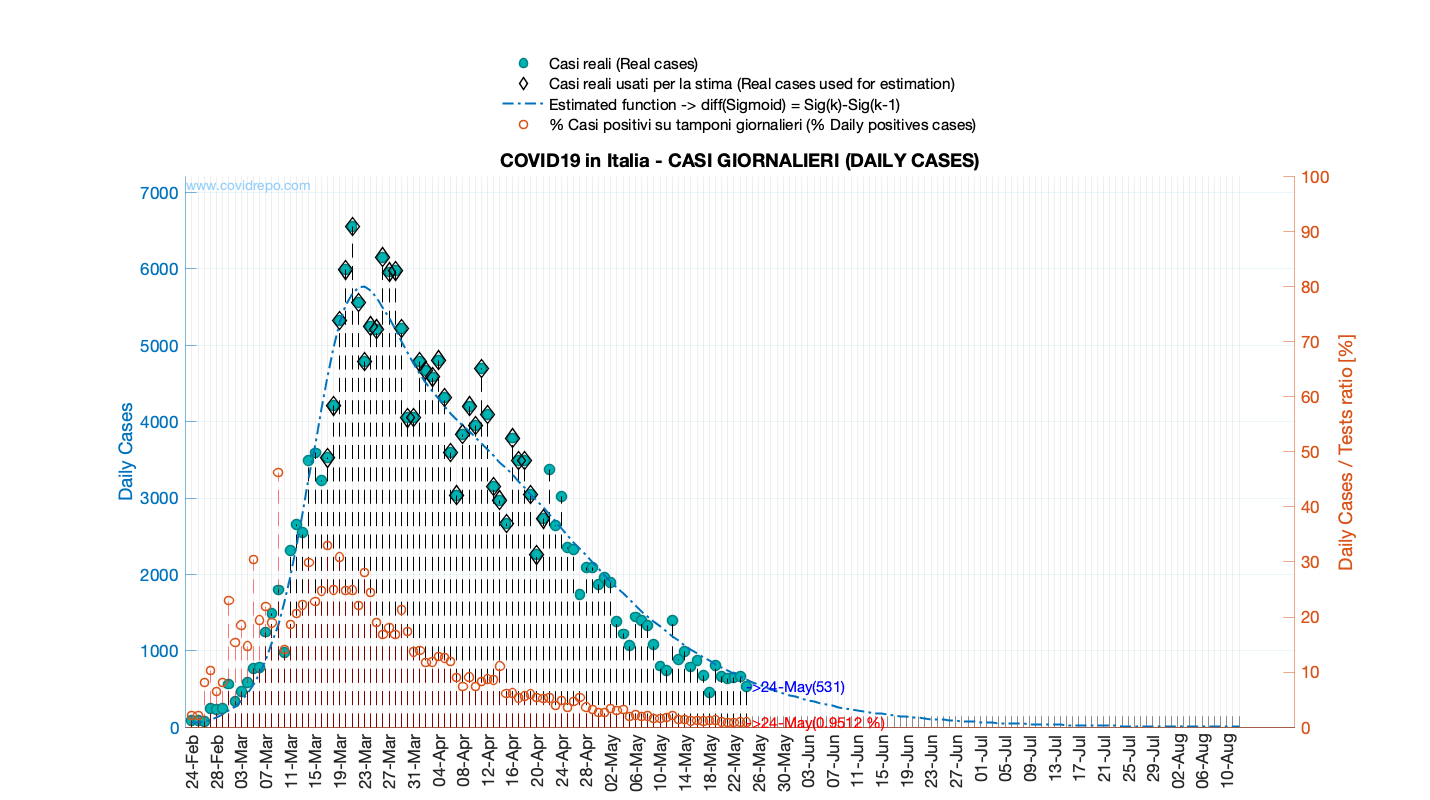 Casi reali (Real cases)
Casi reali usati per la stima (Real cases used for estimation)
Estimated function -> diff(Sigmoid) = Sig(k)-Sig(k-1)
% Casi positivi su tamponi giornalieri (% Daily positives cases)
COVID19 in Italia - CASI GIORNALIERI (DAILY CASES)
www.covidrepo.com
7000
6000
5000
4000
3000
2000
1000
0
Daily Cases
100
90
80
70
60
50
40
30
20
10
0
Daily Cases / Tests ratio [%]
->24-May(531)
->24-May(0.9512 %)
24-Feb
28-Feb
03-Mar
07-Mar
11-Mar
15-Mar
19-Mar
23-Mar
27-Mar
31-Mar
04-Apr
08-Apr
12-Apr
16-Apr
20-Apr
24-Apr
28-Apr
02-May
06-May
10-May
14-May
18-May
22-May
26-May
30-May
03-Jun
07-Jun
11-Jun
15-Jun
19-Jun
23-Jun
27-Jun
01-Jul
05-Jul
09-Jul
13-Jul
17-Jul
21-Jul
25-Jul
29-Jul
02-Aug
06-Aug
10-Aug